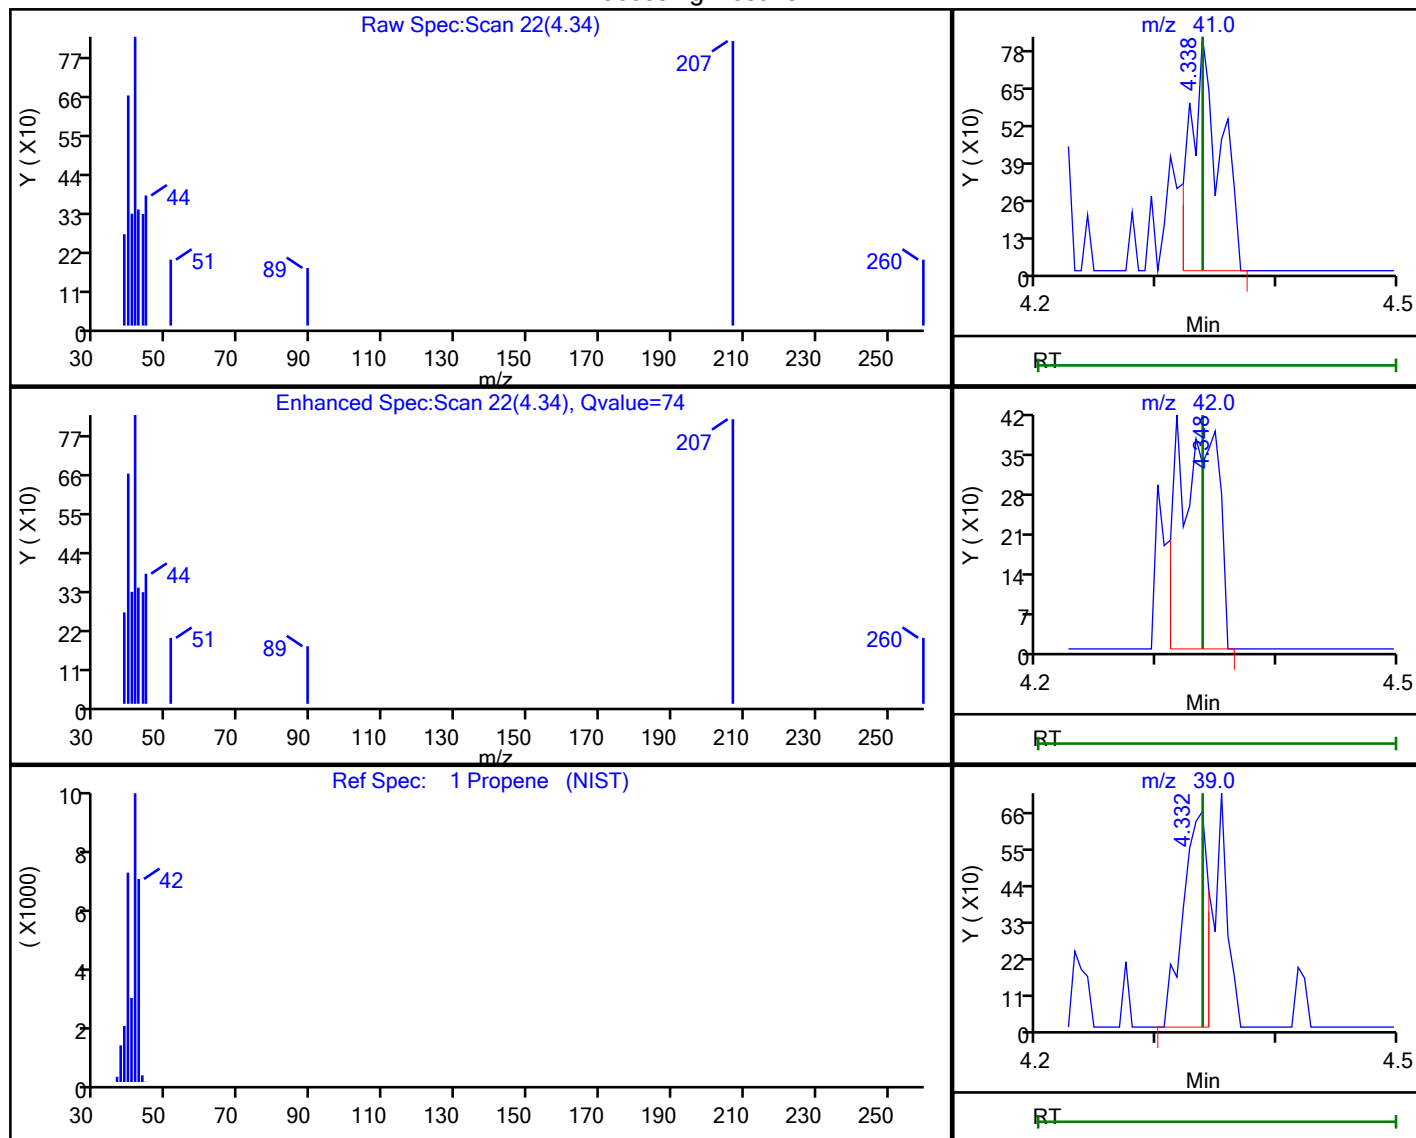 Raw Spec:Scan 22(4.34)
Y ( X10)
77
66
55
44
33
22
11
0
207
44
51
89
260
30 50 70 90 110 130 150 170 190 210 230 250
m/z
m/z 41.0
Y ( X10)
78
65
52
39
26
13
0
4.338
4.2 4.5
Min
RT
Enhanced Spec:Scan 22(4.34), Qvalue=74
Y ( X10)
77
66
55
44
33
22
11
0
207
44
51
89
260
30 50 70 90 110 130 150 170 190 210 230 250
m/z
m/z 42.0
Y ( X10)
42
35
28
21
14
7
0
4.348
4.2 4.5
Min
RT
Ref Spec: 1 Propene (NIST)
( X1000)
10
8
6
4
2
0
42
30 50 70 90 110 130 150 170 190 210 230 250
m/z 39.0
Y ( X10)
66
55
44
33
22
11
0
4.332
4.2 4.5
Min
RT